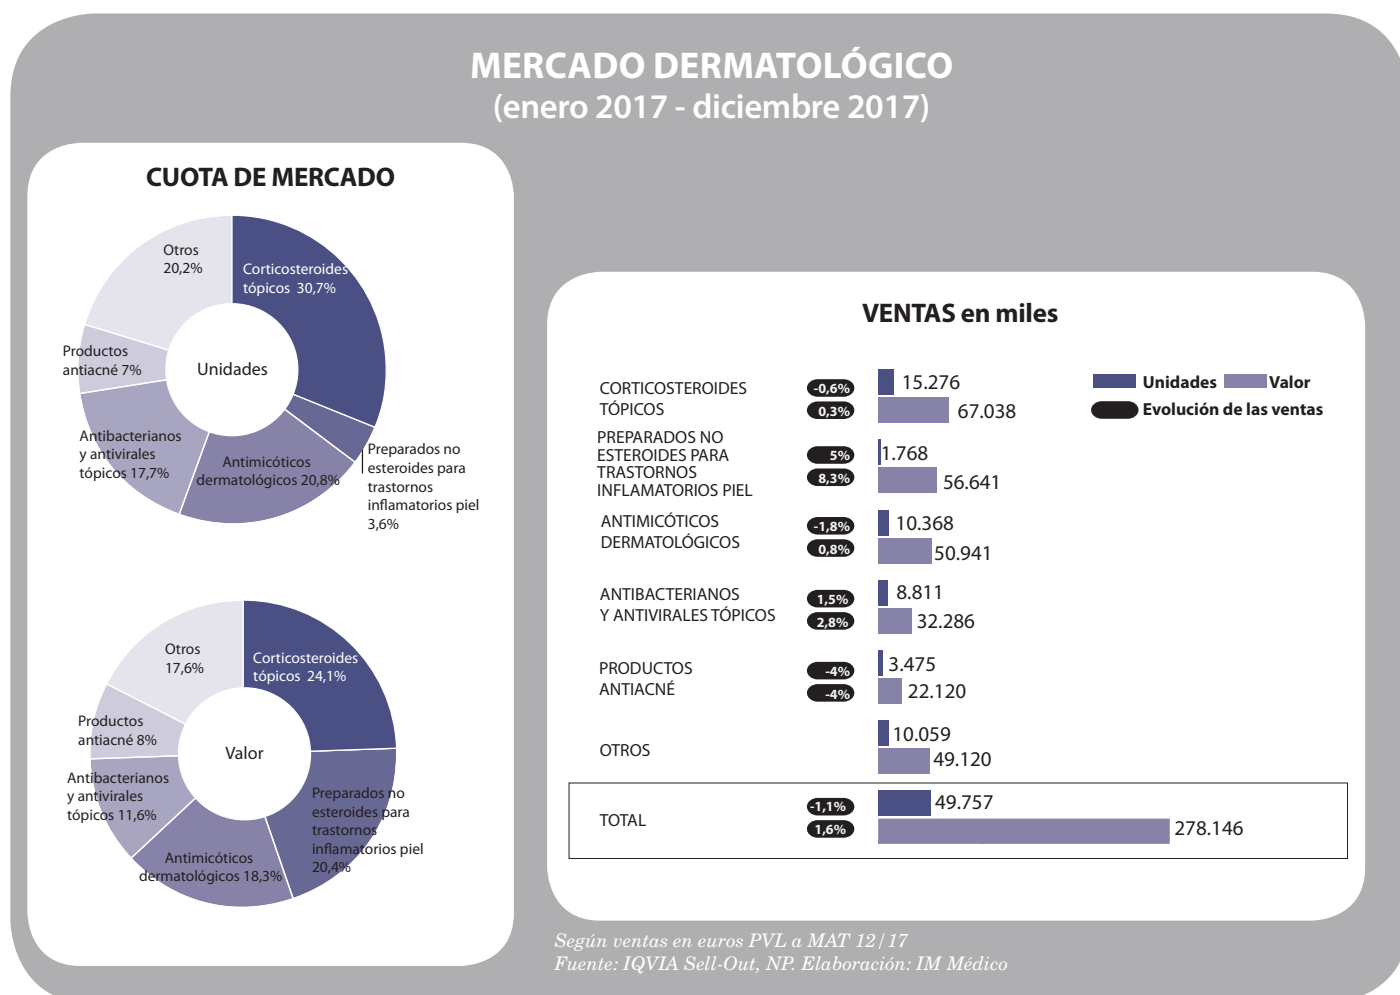 MERCADO DERMATOLÓGICO
(enero 2017 - diciembre 2017)
CUOTA DE MERCADO
Otros
20,2%
Corticosteroides
tópicos 30,7%
Productos
antiacné 7%
Unidades
Antibacterianos
y antivirales
tópicos 17,7%
Antimicóticos
dermatológicos 20,8%
Preparados no
esteroides para
trastornos
inflamatorios piel
3,6%
Otros
17,6%
Corticosteroides
tópicos 24,1%
Productos
antiacné 8%
Valor
Antibacterianos
y antivirales
tópicos 11,6%
Preparados no
esteroides para
trastornos
inflamatorios piel
20,4%
Antimicóticos
dermatológicos 18,3%
VENTAS en miles
Unidades Valor
Evolución de las ventas
CORTICOSTEROIDES
TÓPICOS
-0,6%
0,3%
15.276
67.038
PREPARADOS NO
ESTEROIDES PARA
TRASTORNOS
INFLAMATORIOS PIEL
5%
8,3%
1.768
56.641
ANTIMICÓTICOS
DERMATOLÓGICOS
-1,8%
0,8%
10.368
50.941
ANTIBACTERIANOS
Y ANTIVIRALES TÓPICOS
1,5%
2,8%
8.811
32.286
PRODUCTOS
ANTIACNÉ
-4%
-4%
3.475
22.120
OTROS
10.059
49.120
TOTAL
-1,1%
1,6%
49.757
278.146
Según ventas en euros PVL a MAT 12/17
Fuente: IQVIA Sell-Out, NP. Elaboración: IM Médico